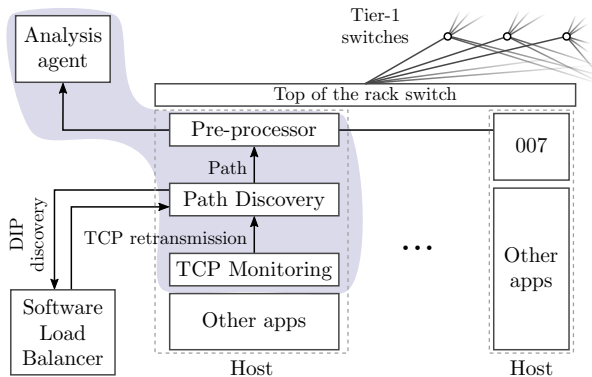 Analysis
agent
Tier-1
switches
Top of the rack switch
Pre-processor
007
Path
Path Discovery
DIP
discovery
TCP retransmission
TCP Monitoring
...
Other
apps
Software
Load
Balancer
Other apps
Host
Host